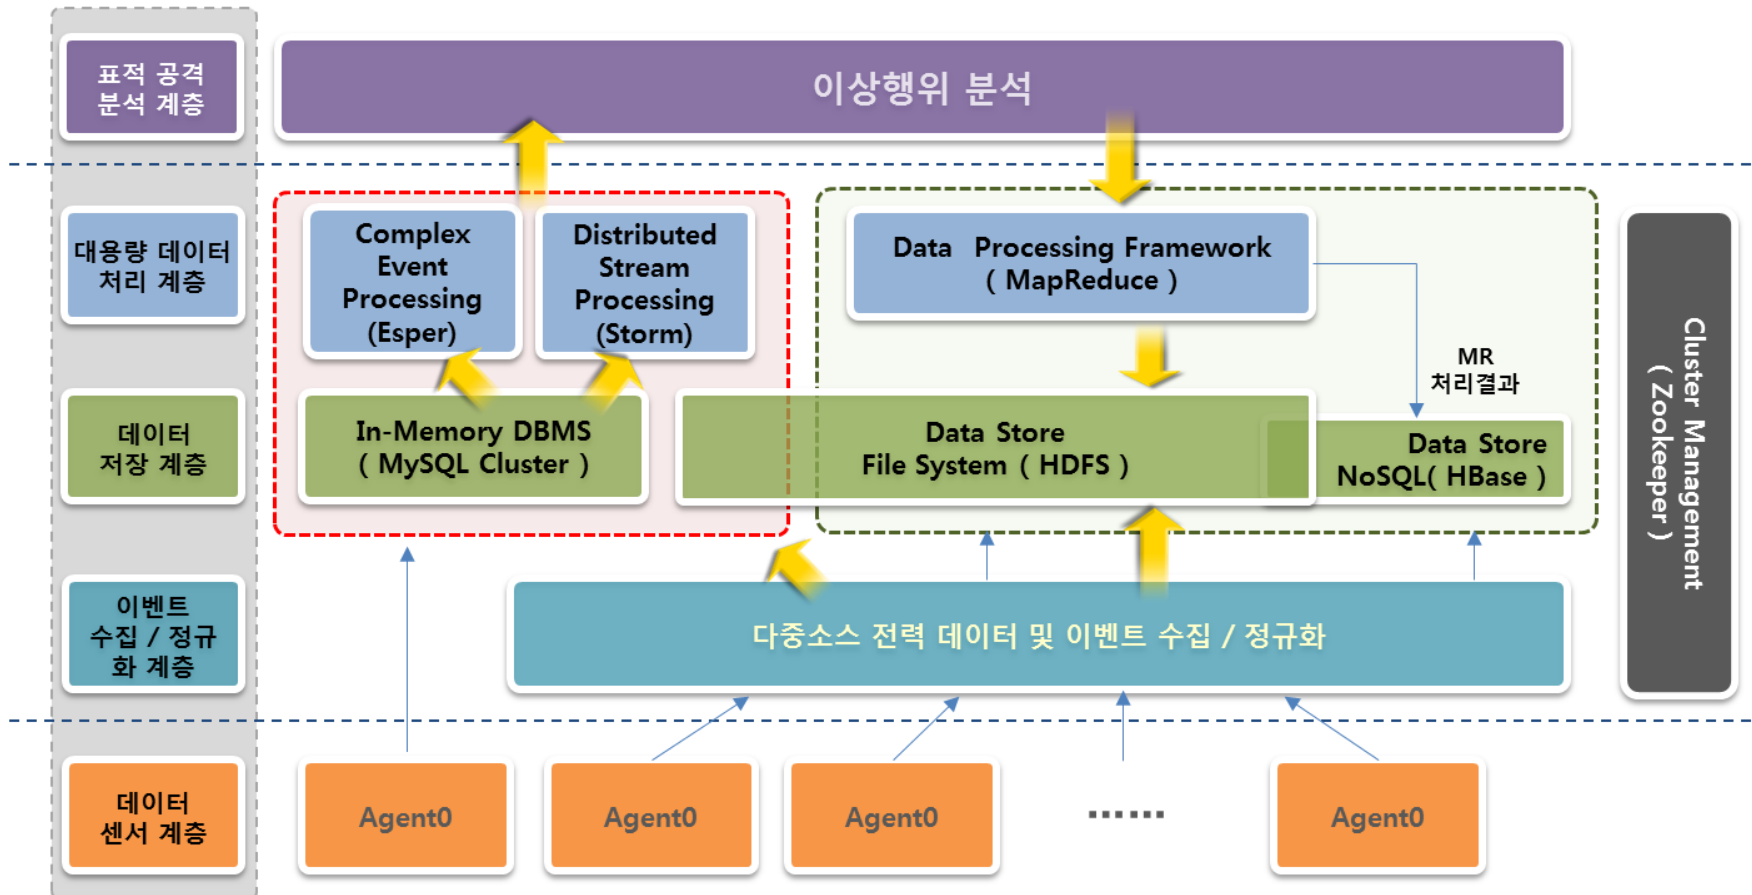 표적 공격
분석 계층
이상행위 분석
대용량 데이터
처리 계층
Complex
Event
Processing
(Esper)
Distributed
Stream
Processing
(Storm)
Data Processing Framework
( MapReduce )
MR
처리결과
데이터
저장 계층
In-Memory DBMS
( MySQL Cluster )
Data Store
File System ( HDFS )
Data Store
NoSQL( HBase )
Cluster Management
( Zookeeper )
이벤트
수집 / 정규
화 계층
다중소스 전력 데이터 및 이벤트 수집 / 정규화
데이터
센서 계층
Agent0
Agent0
Agent0
......
Agent0